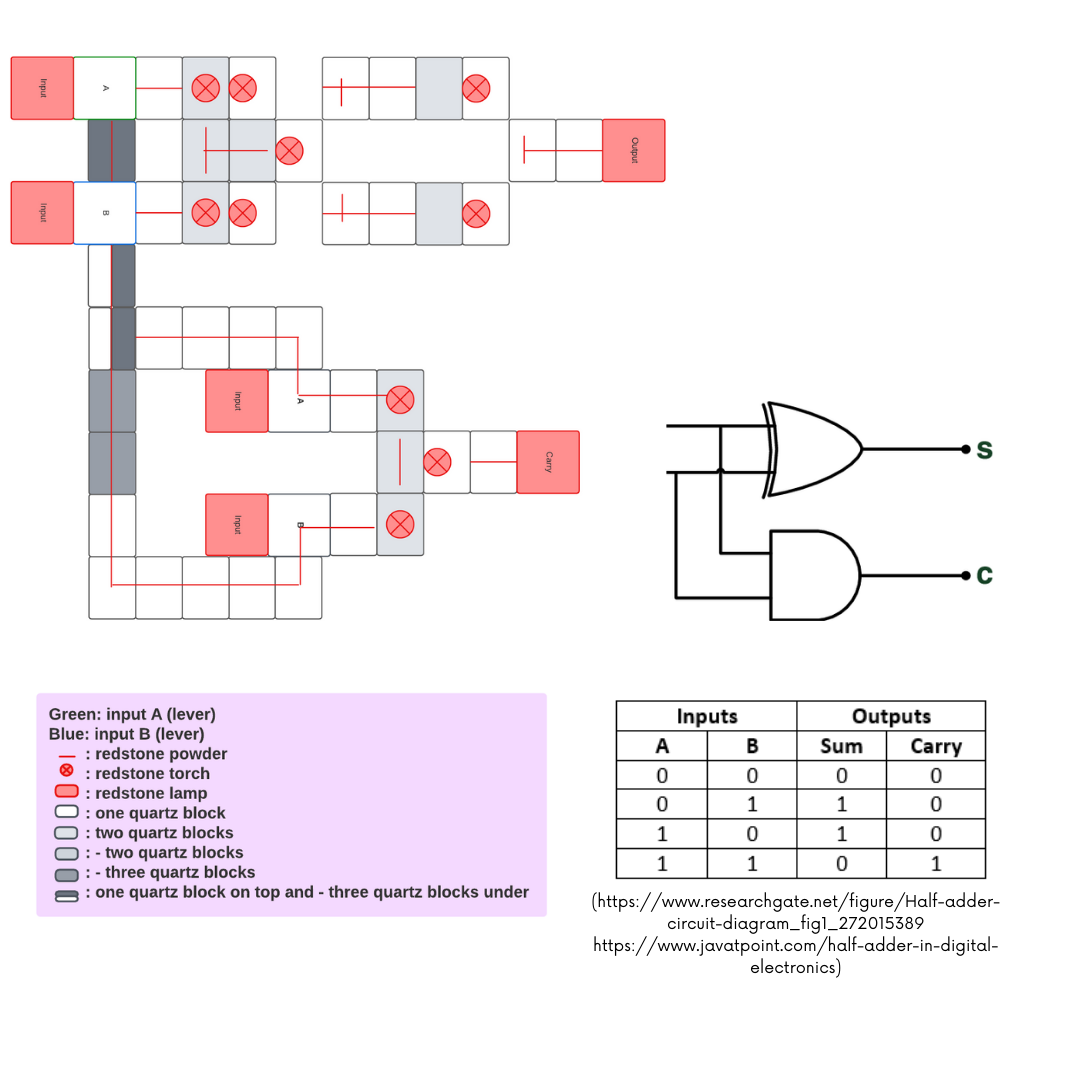 Input
A
Output
Input
B
Input
A
Carry
Input
B
S
C
Green: input A (lever)
Blue: input B (lever)
: redstone powder
: redstone torch
: redstone lamp
: one quartz block
: two quartz blocks
: - two quartz blocks
: - three quartz blocks
: one quartz block on top and - three quartz blocks under
Inputs Outputs
A B Sum Carry
0 0 0 0
0 1 1 0
1 0 1 0
1 1 0 1
(https://www.researchgate.net/figure/Half-adder-
circuit-diagram_fig1_272015389
https://www.javatpoint.com/half-adder-in-digital-
electronics)